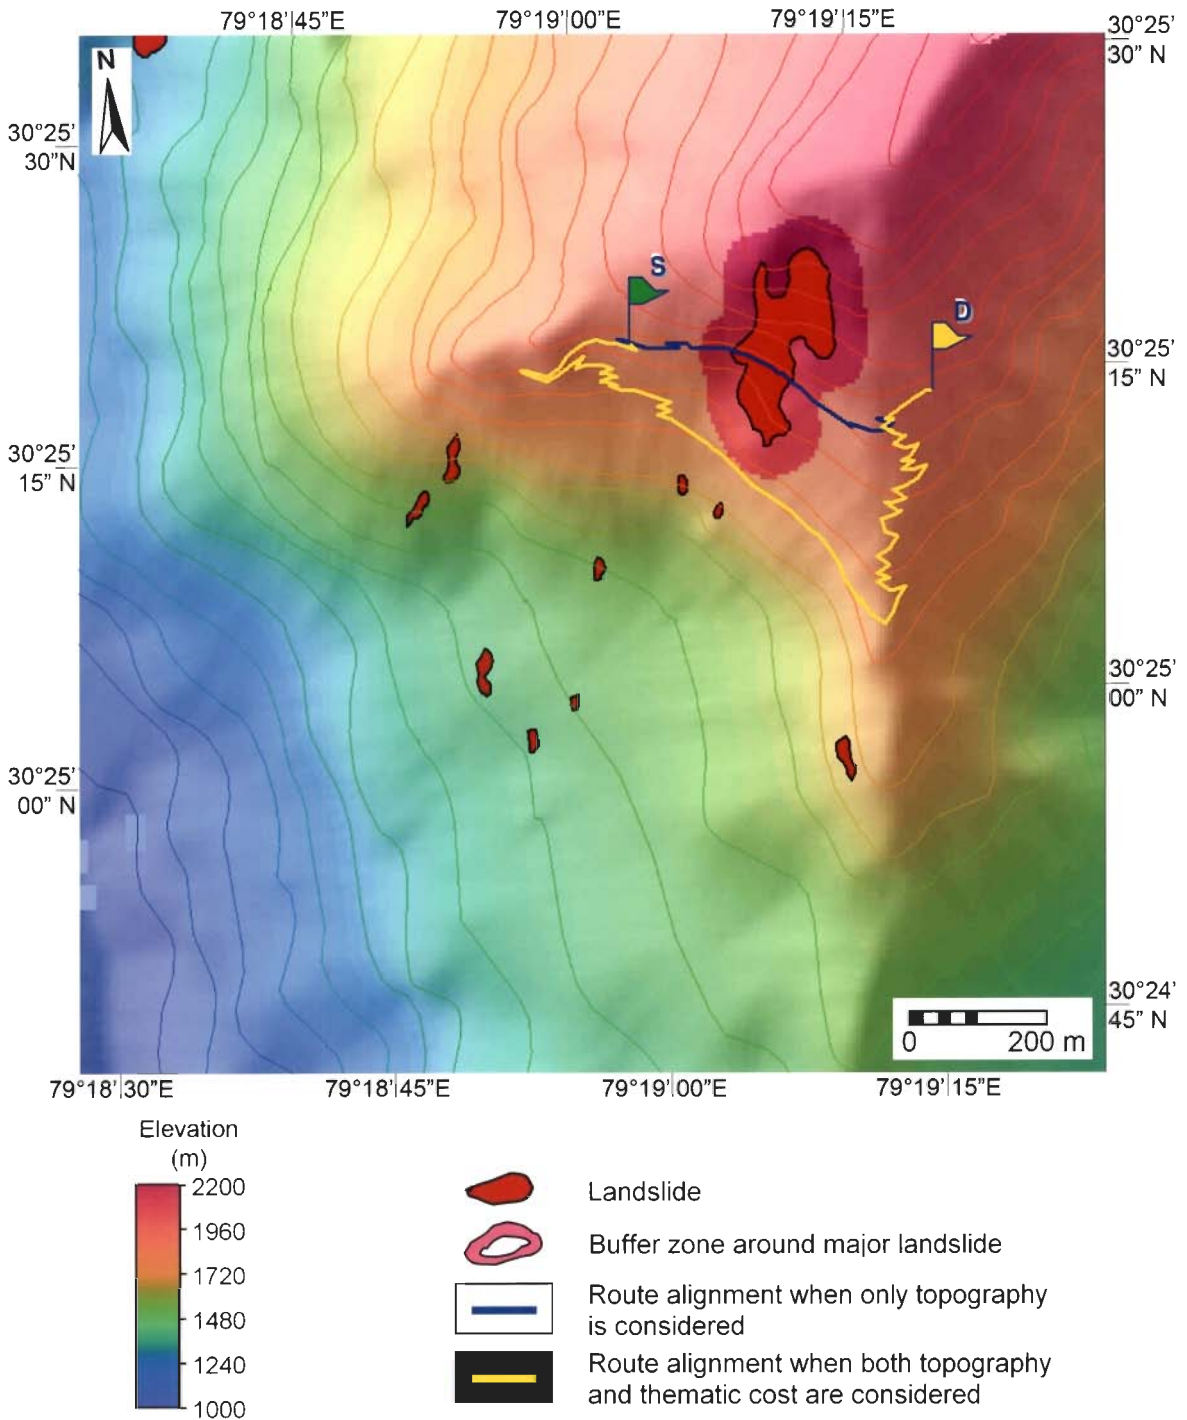 79°18'45"E 79°19'00"E 79°19'15"E
30°25'
30" N
N
30°25'
30"N
S
D
30°25'
15" N
30°25'
15" N
30°25'
00" N
30°25'
00" N
30°24'
45" N
0 200 m
79°18'30"E 79°18'45"E 79°19'00"E 79°19'15"E
Elevation
(m)
2200
1960
1720
1480
1240
1000
Landslide
Buffer zone around major landslide
Route alignment when only topography
is considered
Route alignment when both topography
and thematic cost are considered